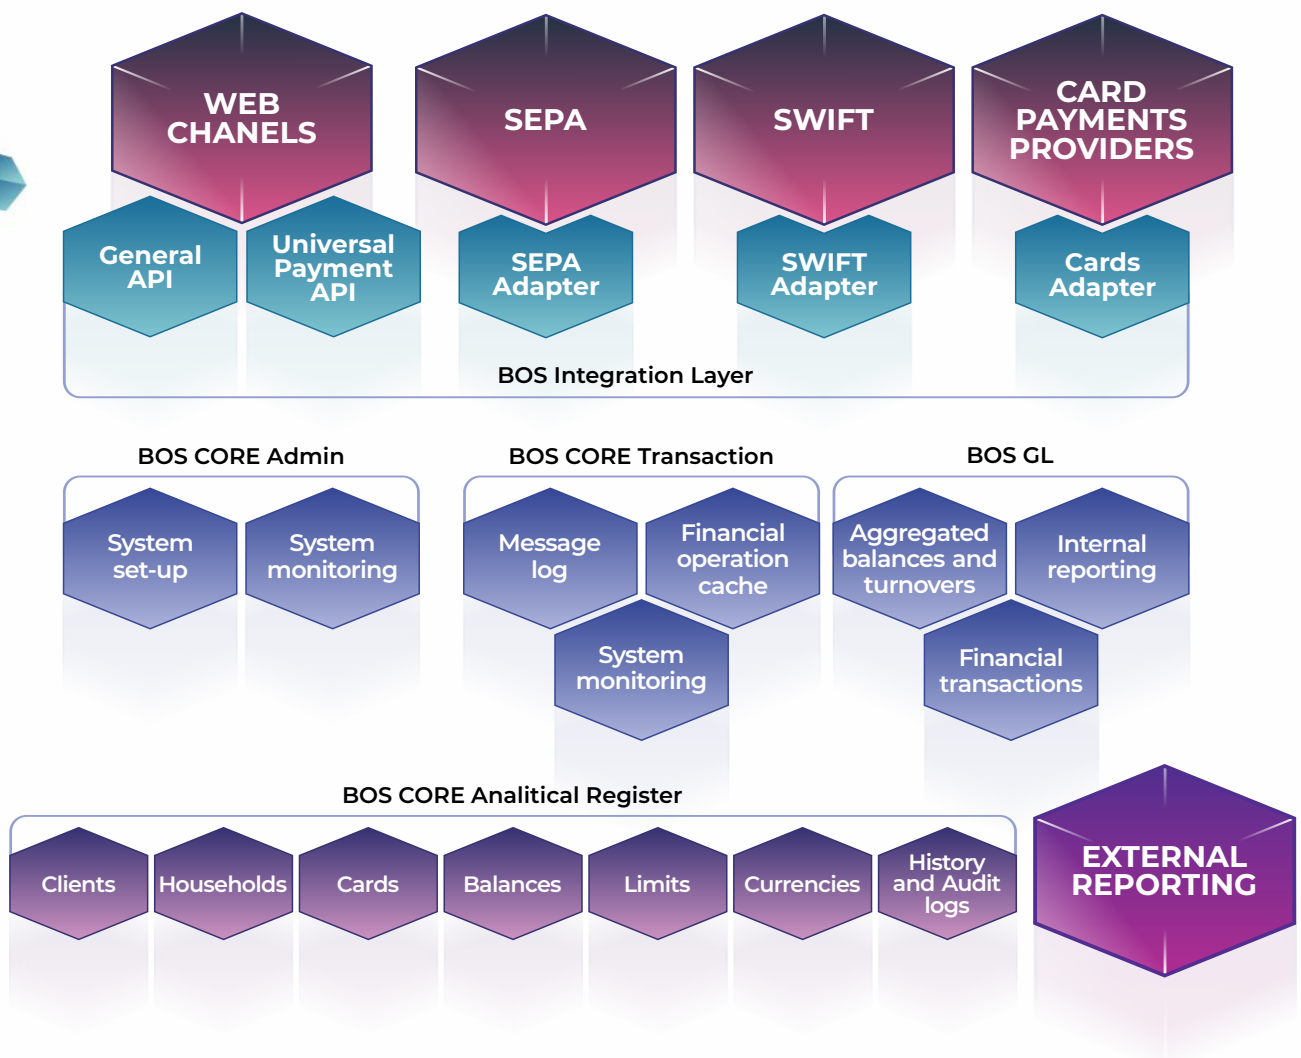 WEB
CHANELS
SEPA
SWIFT
CARD
PAYMENTS
PROVIDERS
General
API
Universal
Payment
API
SEPA
Adapter
SWIFT
Adapter
Cards
Adapter
BOS Integration Layer
BOS CORE Admin
System
set-up
System
monitoring
BOS CORE Transaction
Message
log
Financial
operation
cache
System
monitoring
BOS GL
Aggregated
balances and
turnovers
Internal
reporting
Financial
transactions
BOS CORE Analitical Register
Clients
Households
Cards
Balances
Limits
Currencies
History
and Audit
logs
EXTERNAL
REPORTING